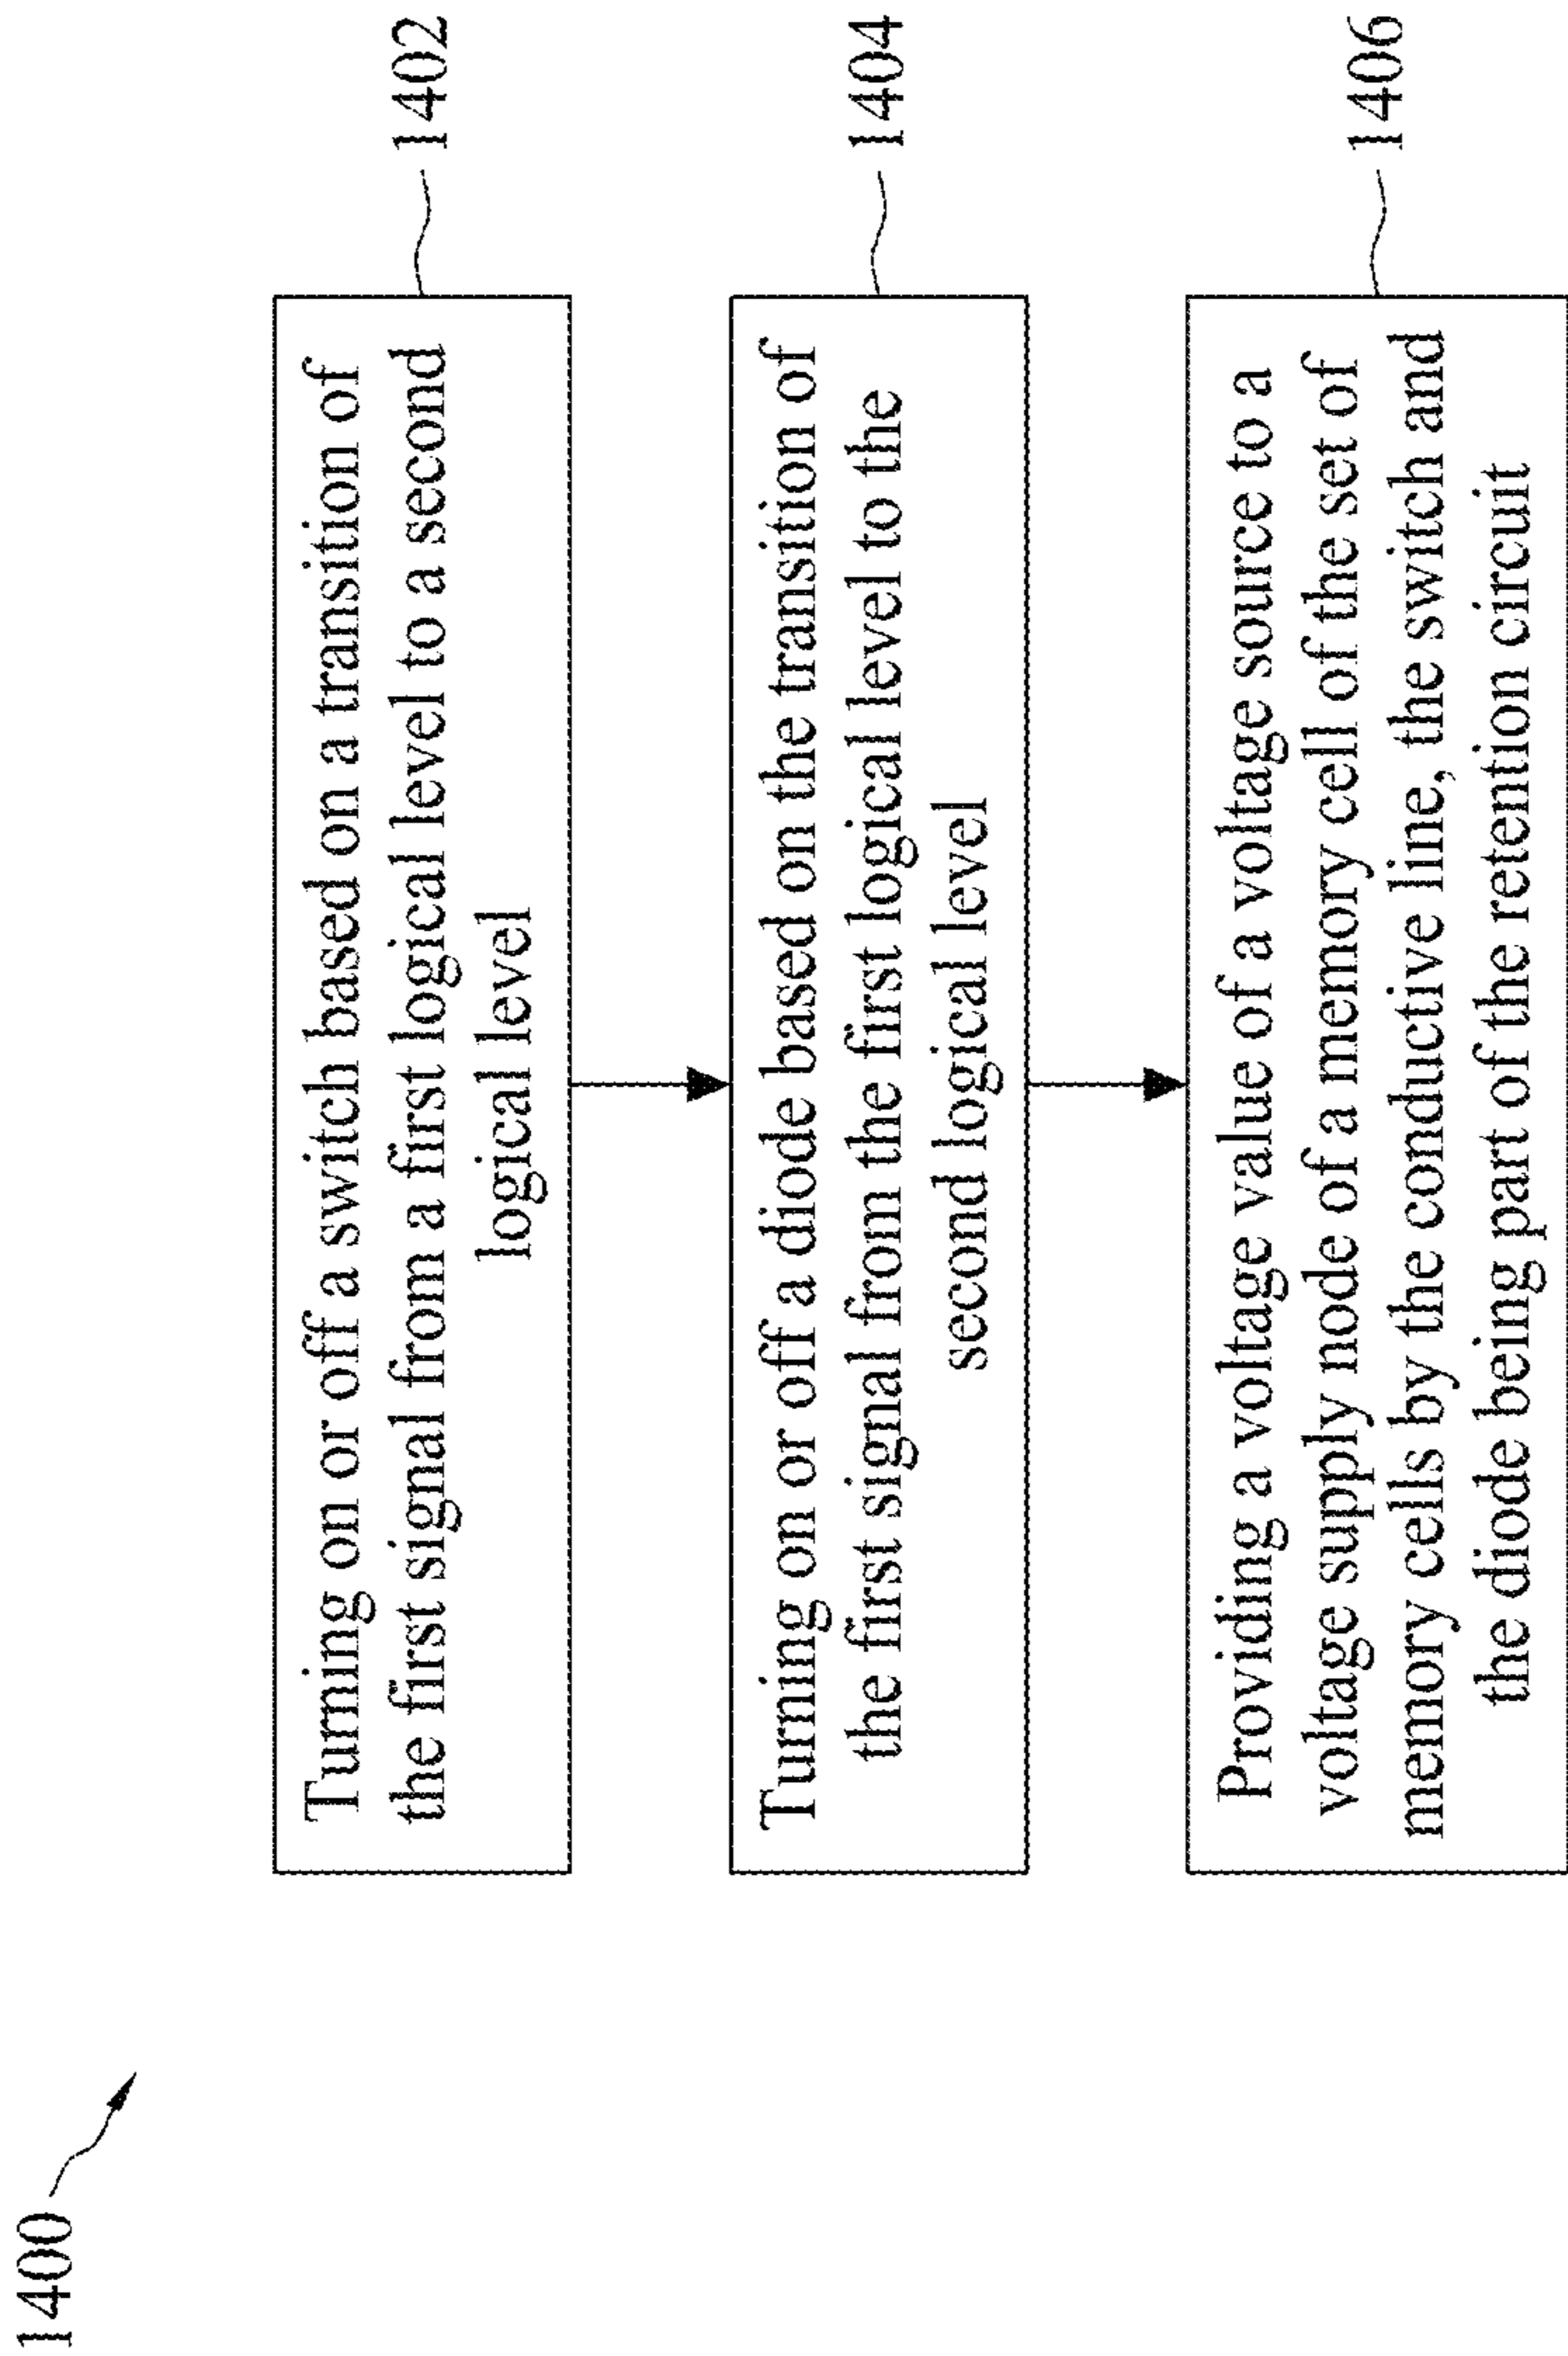 1400
Turning on or off a switch based on a transition of
the first signal from a first logical level to a second
logical level
1402
Turning on or off a diode based on the transition of
the first signal from the first logical level to the
second logical level
1404
Providing a voltage value of a voltage source to a
voltage supply node of a memory cell of the set of
memory cells by the conductive line, the switch and
the diode being part of the retention circuit
1406